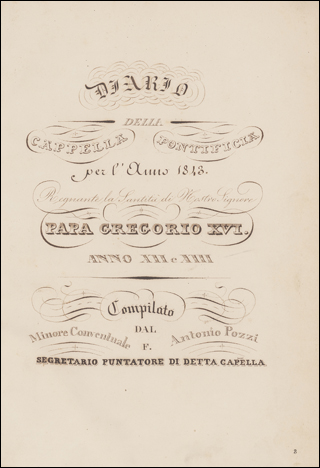 DIARIO
DELLA
CAPPELLA PONTIFICIA
per l'Anno 1843.
Regnante la Santità di Nostro Signore
PAPA GREGORIO XVI.
ANNO XII e XIII
Compilato
DAL
Minore Conventuale F. Antonio Pozzi
SEGRETARIO PUNTATORE DI DETTA CAPELLA.